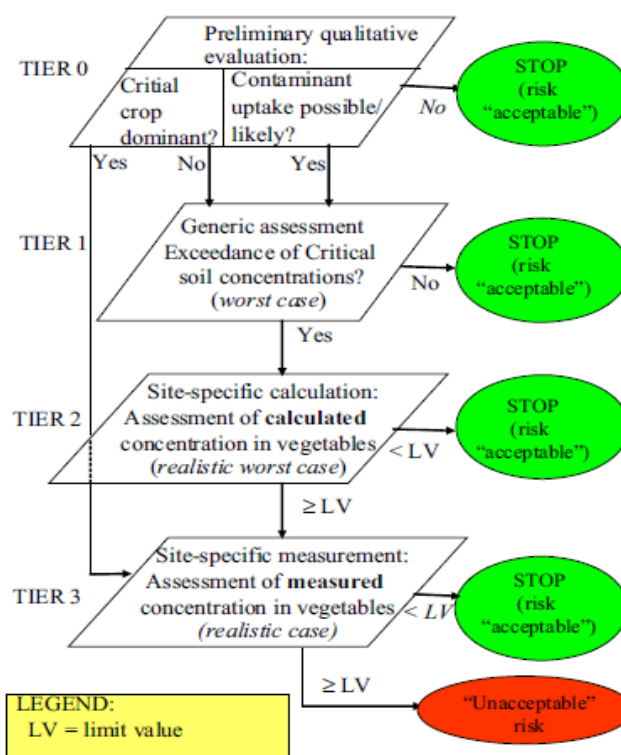 Preliminary qualitative
evaluation:
TIER 0
Critial
crop
dominant?
Contaminant
uptake possible/
likely?
No
STOP
(risk
“acceptable”)
Yes
No
Yes
TIER 1
Generic assessment
Exceedance of Critical
soil concentrations?
(worst case)
No
STOP
(risk
“acceptable”)
Yes
TIER 2
Site-specific calculation:
Assessment of calculated
concentration in vegetables
(realistic worst case)
< LV
STOP
(risk
“acceptable”)
≥ LV
TIER 3
Site-specific measurement:
Assessment of measured
concentration in vegetables
(realistic case)
< LV
STOP
(risk
“acceptable”)
≥ LV
“Unacceptable”
risk
LEGEND:
LV = limit value